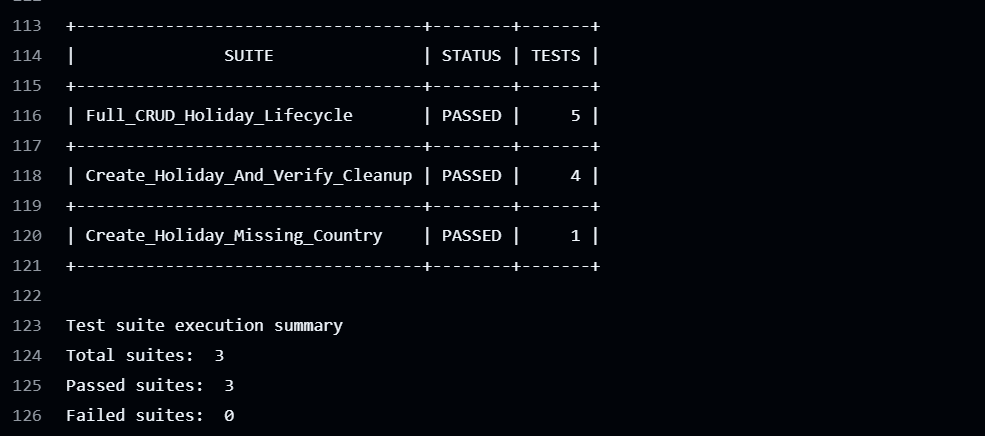 113 +-----------------------------------+--------+-------+
114 |               SUITE               | STATUS | TESTS |
115 +-----------------------------------+--------+-------+
116 | Full_CRUD_Holiday_Lifecycle       | PASSED |     5 |
117 +-----------------------------------+--------+-------+
118 | Create_Holiday_And_Verify_Cleanup | PASSED |     4 |
119 +-----------------------------------+--------+-------+
120 | Create_Holiday_Missing_Country    | PASSED |     1 |
121 +-----------------------------------+--------+-------+
122
123 Test suite execution summary
124 Total suites:  3
125 Passed suites:  3
126 Failed suites:  0